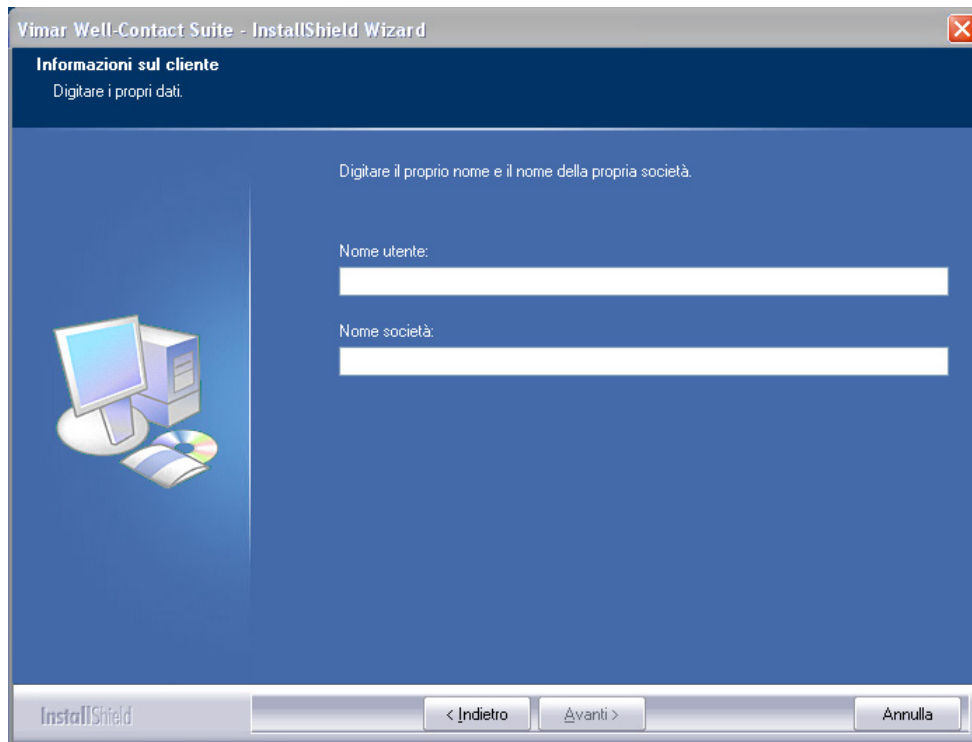 Vimar Well-Contact Suite - InstallShield Wizard
Informazioni sul cliente
Digitare i propri dati.
Digitare il proprio nome e il nome della propria società.
Nome utente:
Nome società:
InstallShield
< Indietro
Avanti >
Annulla